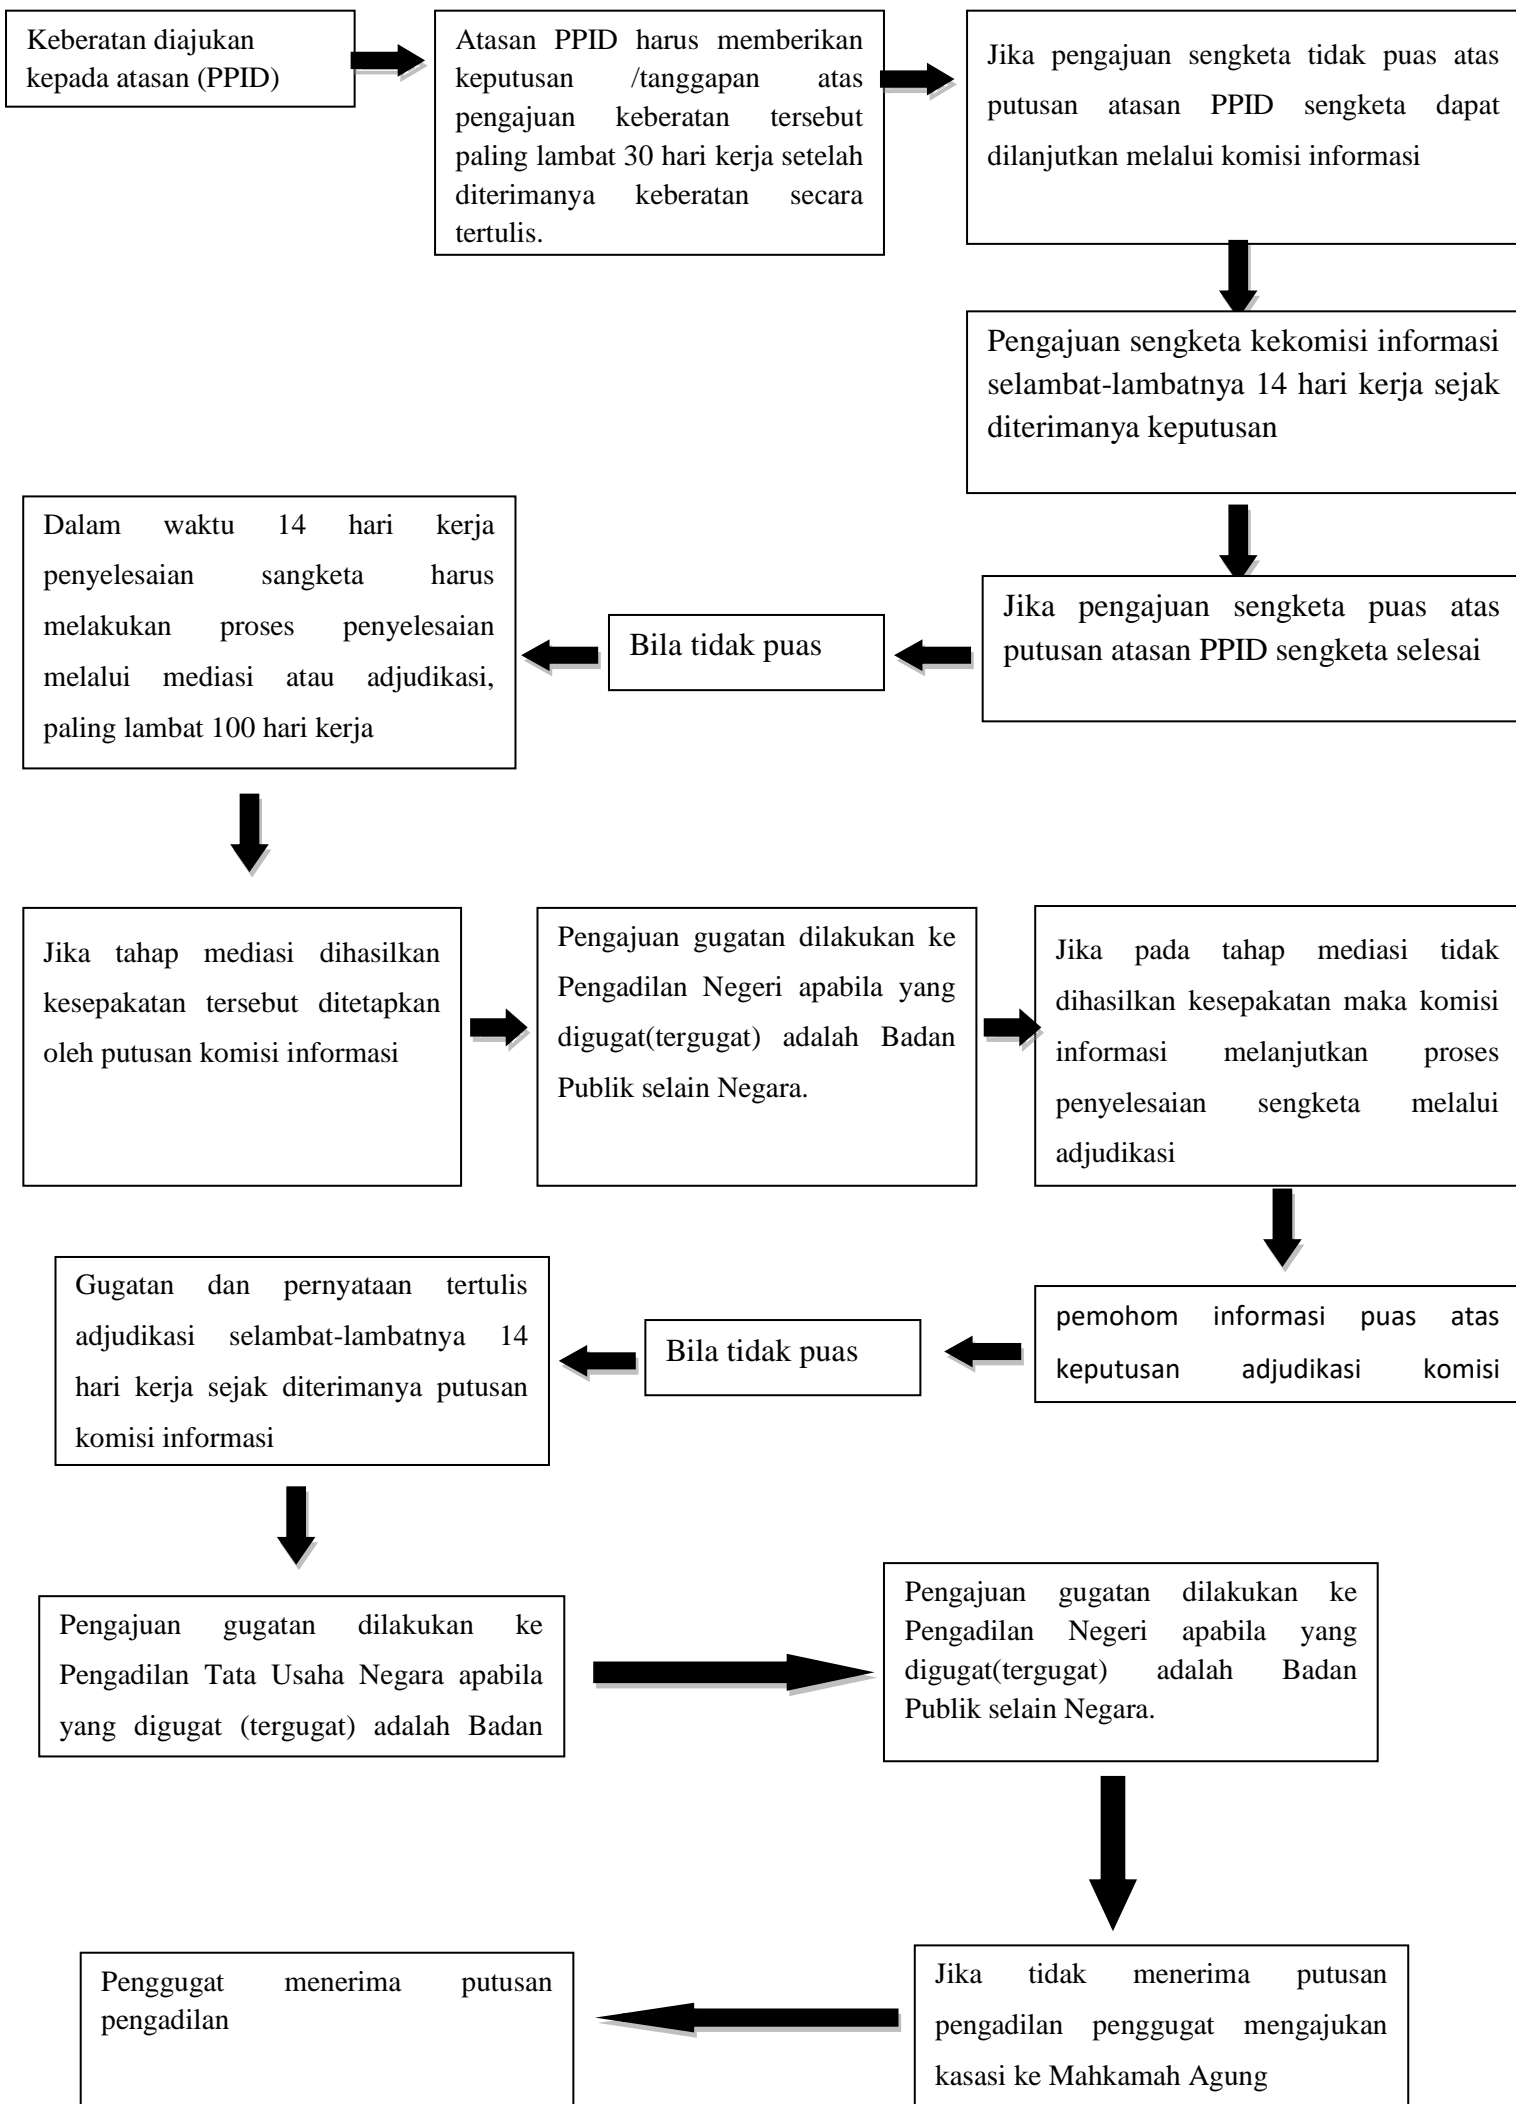 Keberatan diajukan
kepada atasan (PPID)
Atasan PPID harus memberikan
keputusan /tanggapan atas
pengajuan keberatan tersebut
paling lambat 30 hari kerja setelah
diterimanya keberatan secara
tertulis.
Jika pengajuan sengketa tidak puas atas
putusan atasan PPID sengketa dapat
dilanjutkan melalui komisi informasi
Pengajuan sengketa kekomisi informasi
selambat-lambatnya 14 hari kerja sejak
diterimanya keputusan
Jika pengajuan sengketa puas atas
putusan atasan PPID sengketa selesai
Bila tidak puas
Dalam waktu 14 hari kerja
penyelesaian sangketa harus
melakukan proses penyelesaian
melalui mediasi atau adjudikasi,
paling lambat 100 hari kerja
Jika tahap mediasi dihasilkan
kesepakatan tersebut ditetapkan
oleh putusan komisi informasi
Pengajuan gugatan dilakukan ke
Pengadilan Negeri apabila yang
digugat(tergugat) adalah Badan
Publik selain Negara.
Jika pada tahap mediasi tidak
dihasilkan kesepakatan maka komisi
informasi melanjutkan proses
penyelesaian sengketa melalui
adjudikasi
pemohom informasi puas atas
keputusan adjudikasi komisi
Bila tidak puas
Gugatan dan pernyataan tertulis
adjudikasi selambat-lambatnya 14
hari kerja sejak diterimanya putusan
komisi informasi
Pengajuan gugatan dilakukan ke
Pengadilan Tata Usaha Negara apabila
yang digugat (tergugat) adalah Badan
Pengajuan gugatan dilakukan ke
Pengadilan Negeri apabila yang
digugat(tergugat) adalah Badan
Publik selain Negara.
Jika tidak menerima putusan
pengadilan penggugat mengajukan
kasasi ke Mahkamah Agung
Penggugat menerima putusan
pengadilan